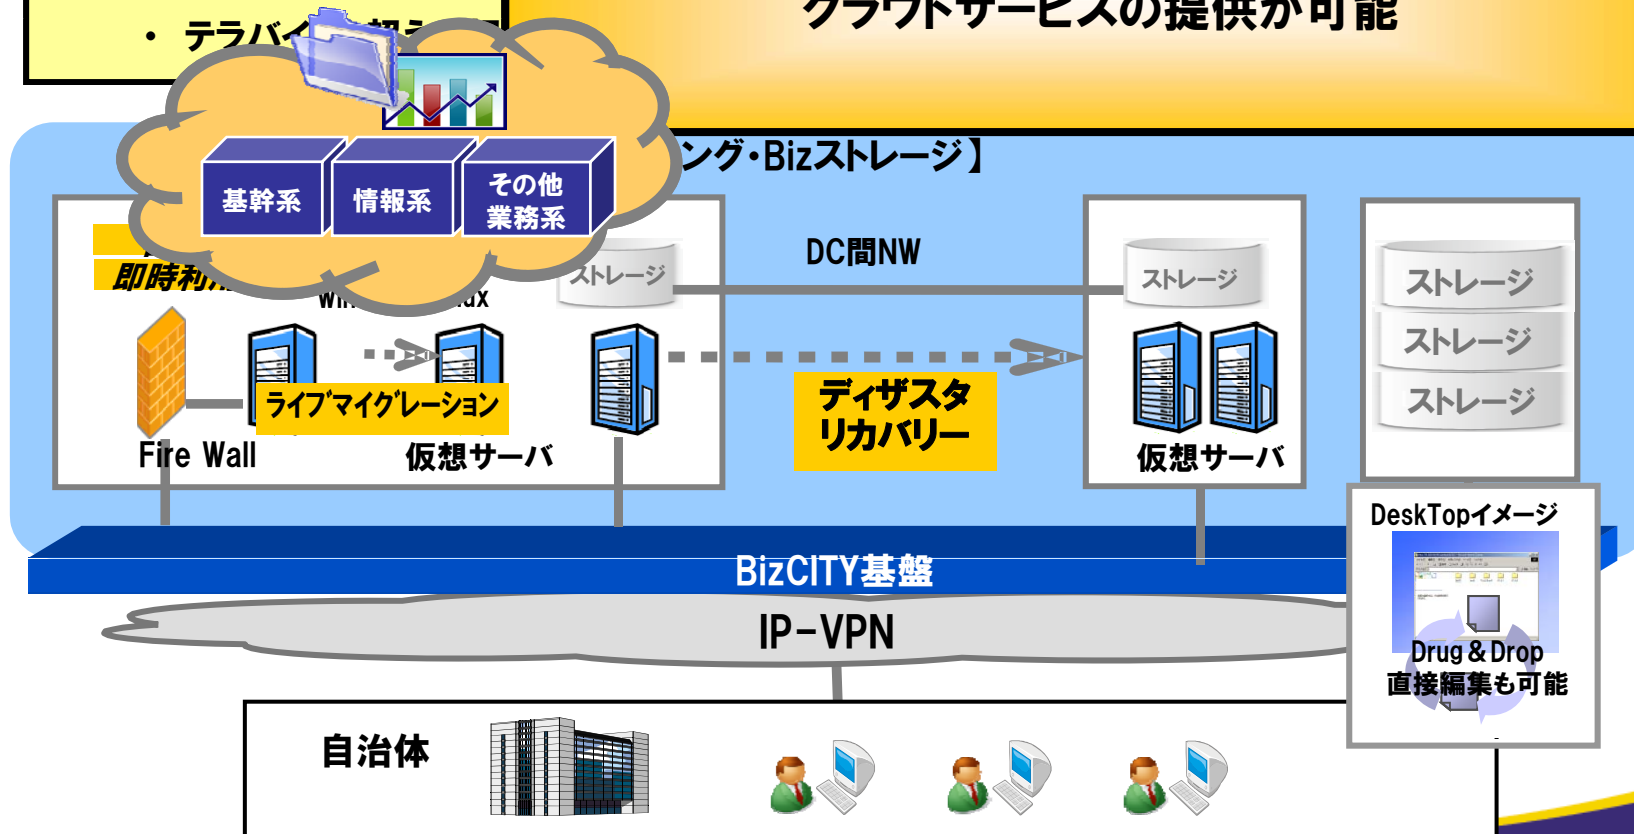 クラウドサービスの提供が可能
・ テラバイ
ング・Bizストレージ】
基幹系
情報系
その他
業務系
DC間NW
即時利用
ストレージ
ストレージ
ストレージ
ストレージ
ストレージ
ライブマイグレーション
ディザスタ
リカバリー
Fire Wall
仮想サーバ
仮想サーバ
DeskTopイメージ
BizCITY基盤
IP-VPN
Drug & Drop
直接編集も可能
自治体